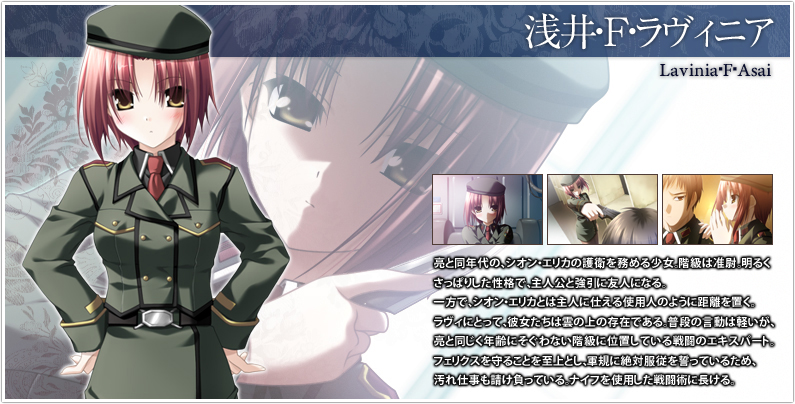 浅井・F・ラヴィニア
Lavinia・F・Asai
亮と同年代の、シオン・エリカの護衛を務める少女。階級は准尉。明るく
さっぱりした性格で、主人公と強引に友人になる。
一方で、シオン・エリカとは主人に仕える使用人のように距離を置く。
ラヴィにとって、彼女たちは雲の上の存在である。普段の言動は軽いが、
亮と同じく年齢にそぐわない階級に位置している戦闘のエキスパート。
フェリクスを守ることを至上とし、軍規に絶対服従を誓っているため、
汚れ仕事も請け負っている。ナイフを使用した戦闘術に長ける。